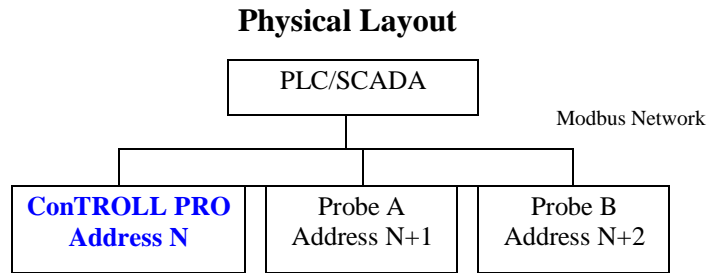 Physical Layout
PLC/SCADA
Modbus Network
ConTROLL PRO
Address N
Probe A
Address N+1
Probe B
Address N+2